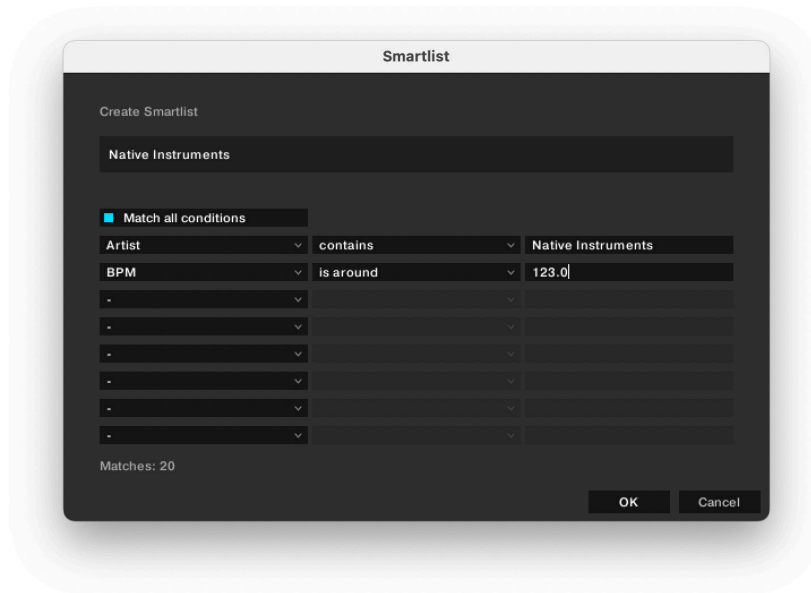 Smartlist
Create Smartlist
Native Instruments
Match all conditions
Artist contains Native Instruments
BPM is around 123.0
-
-
-
-
-
-
Matches: 20
OK Cancel